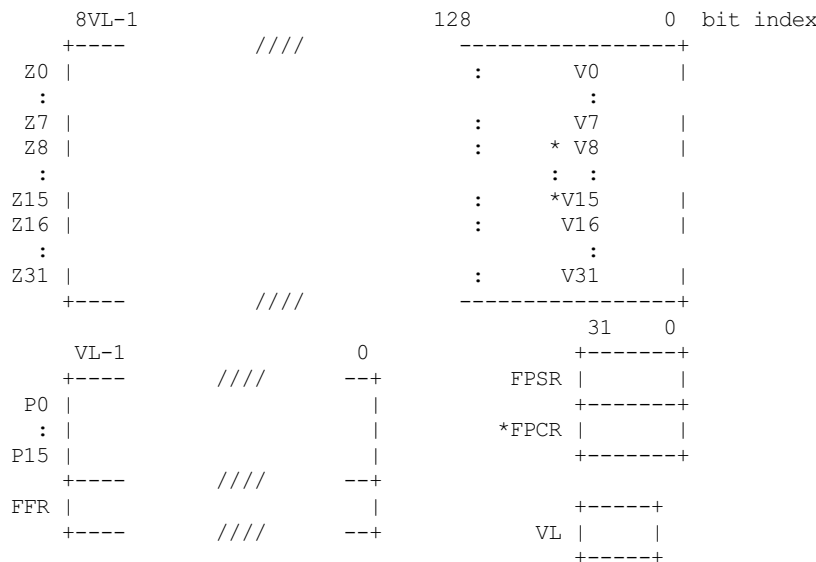 8VL-1                                 128               0  bit index
        +----          ////            -----------------+
     Z0 |                               :       V0      |
      :                                          :
     Z7 |                               :       V7      |
     Z8 |                               :     * V8      |
      :                                       :  :
    Z15 |                               :     *V15      |
    Z16 |                               :      V16      |
      :                                          :
    Z31 |                               :      V31      |
        +----          ////            -----------------+
                                                 31    0
         VL-1                  0                +-------+
        +----       ////      --+          FPSR |       |
     P0 |                       |               +-------+
      : |                       |         *FPCR |       |
    P15 |                       |               +-------+
        +----       ////      --+
    FFR |                       |               +-----+
        +----       ////      --+            VL |     |
                                                +-----+